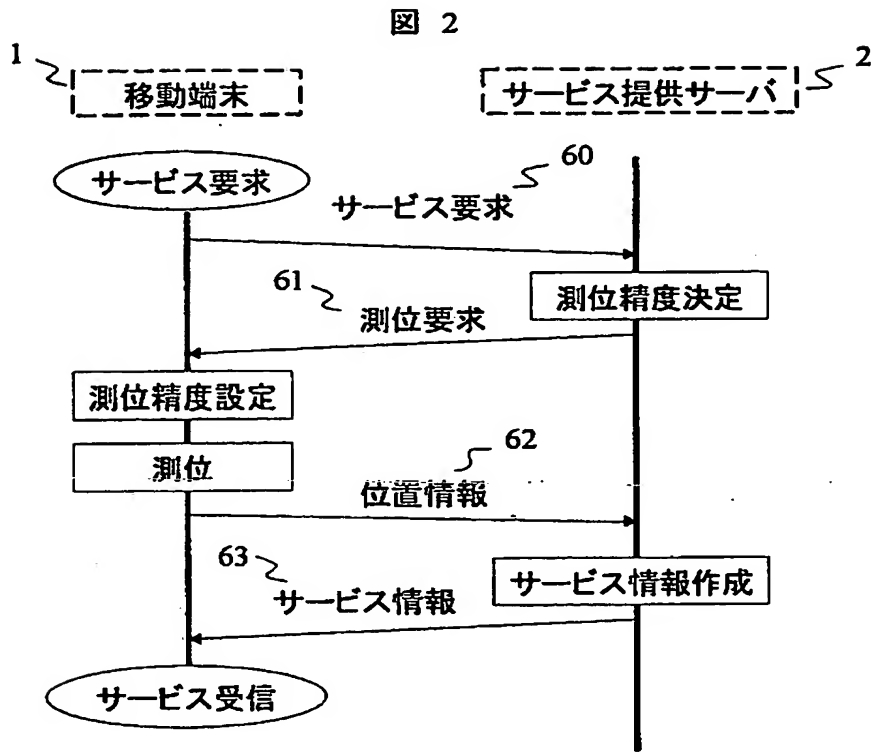 図 2
1
移動端末
サービス提供サーバ
2
サービス要求
サービス要求
60
測位精度決定
61
測位要求
測位精度設定
測位
62
位置情報
サービス情報作成
63
サービス情報
サービス受信